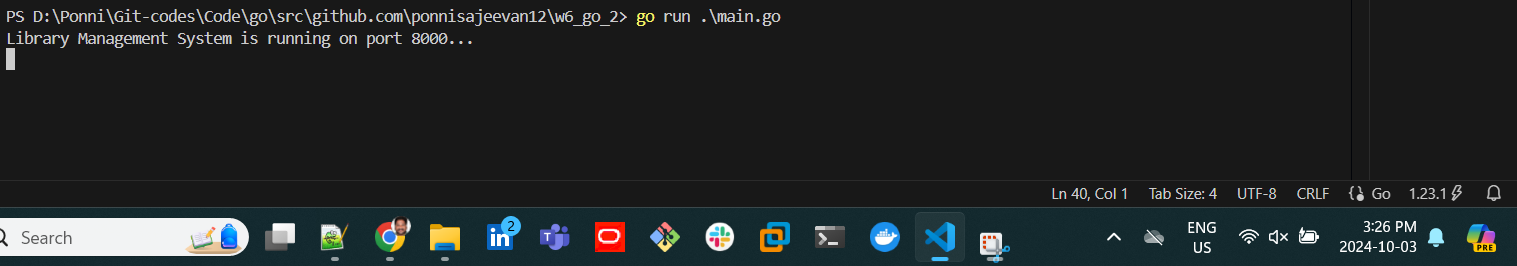 PS D:\Ponni\Git-codes\Code\go\src\github.com\ponnisajeevan12\w6_go_2> go run .\main.go
Library Management System is running on port 8000...
Ln 40, Col 1 Tab Size: 4 UTF-8 CRLF Go 1.23.1
Search
in
2
ENG
US
3:26 PM
2024-10-03
PRE